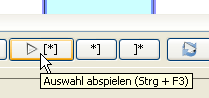 [*] *] ]*
Auswahl abspielen (Strg + F3)